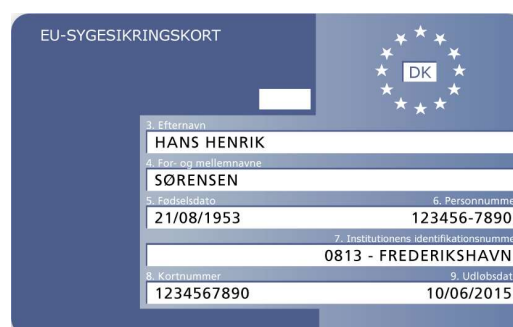 EU-SYGESIKRINGSKORT
DK
3. Efternavn
HANS HENRIK
4. For- og mellemnavne
SØRENSEN
5. Fødselsdato 6. Personnumme
21/08/1953 123456-7890
7. Institutionens identifikationsnumme
0813 - FREDERIKSHAVN
8. Kortnummer 9. Udløbsdat
1234567890 10/06/2015